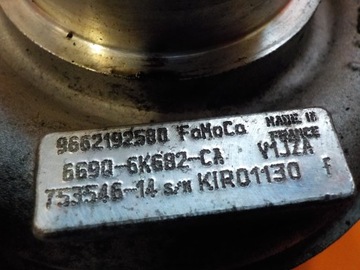 9662192580 FoMoCo MADE IN
FRANCE
6G9Q-6K682-CA V1JZA
753546-14 S/N KIR01130 F